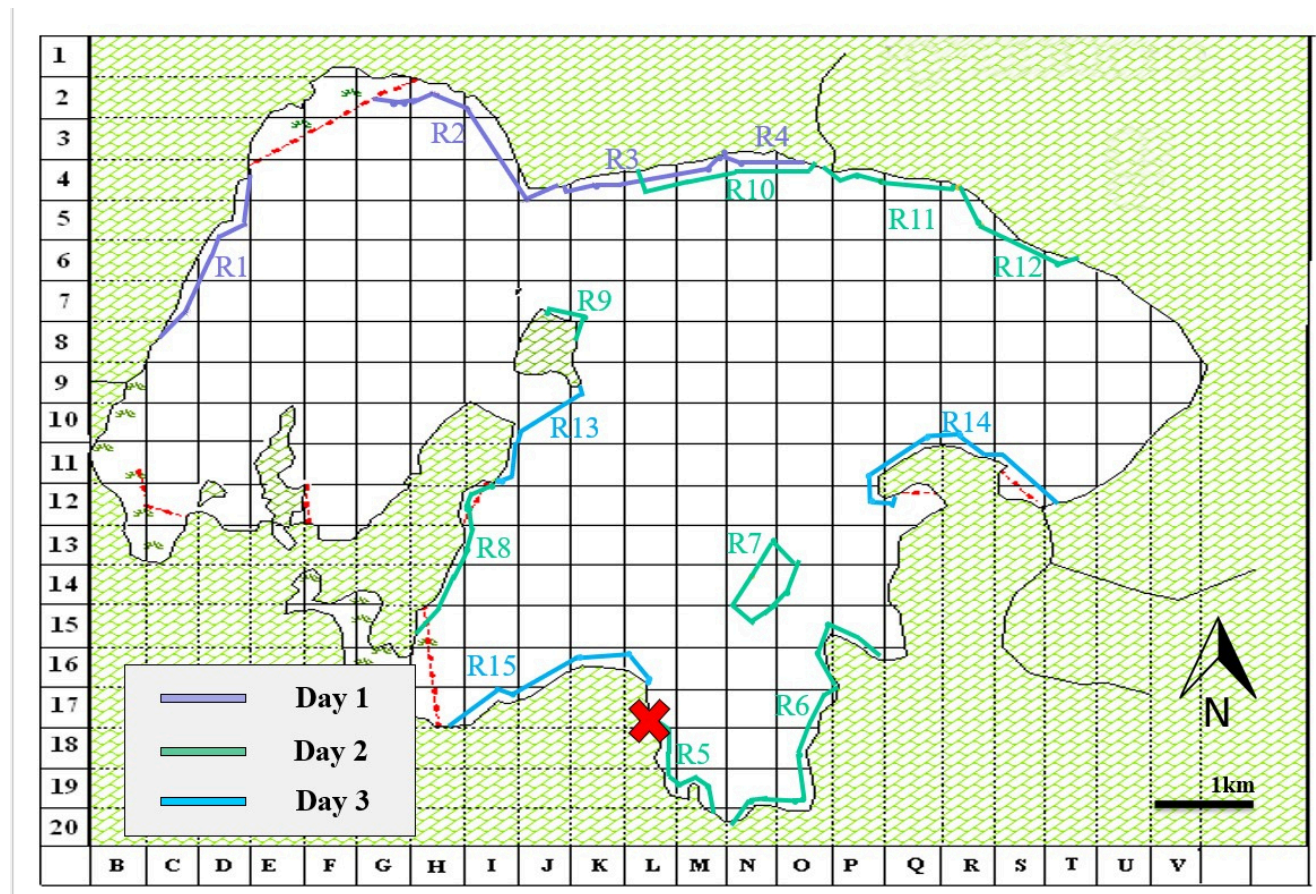 1
2
R2
3
R4
R3
4
R10
R11
5
R12
6
R1
7
R9
8
9
10
R14
R13
11
12
13
R7
R8
14
15
16
R15
Day 1
17
R6
N
18
R5
Day 2
19
1km
Day 3
20
B C D E F G H I J K L M N O P Q R S T U V